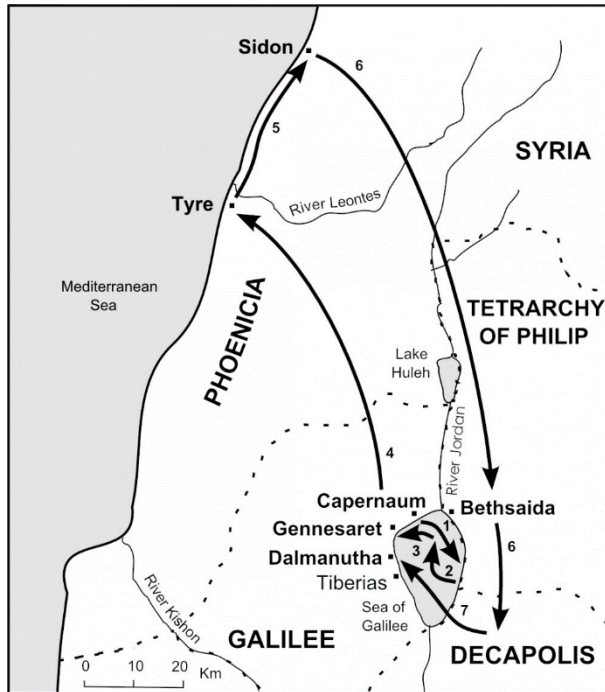 Sidon
6
5
SYRIA
Tyre
River Leontes
Mediterranean
Sea
PHOENICIA
TETRARCHY
OF PHILIP
Lake
Huleh
River Jordan
4
Capernaum
Bethsaida
Gennesaret
1
6
3
Dalmanutha
2
Tiberias
Sea of
Galilee
7
River Kishon
GALILEE
DECAPOLIS
0 10 20
Km